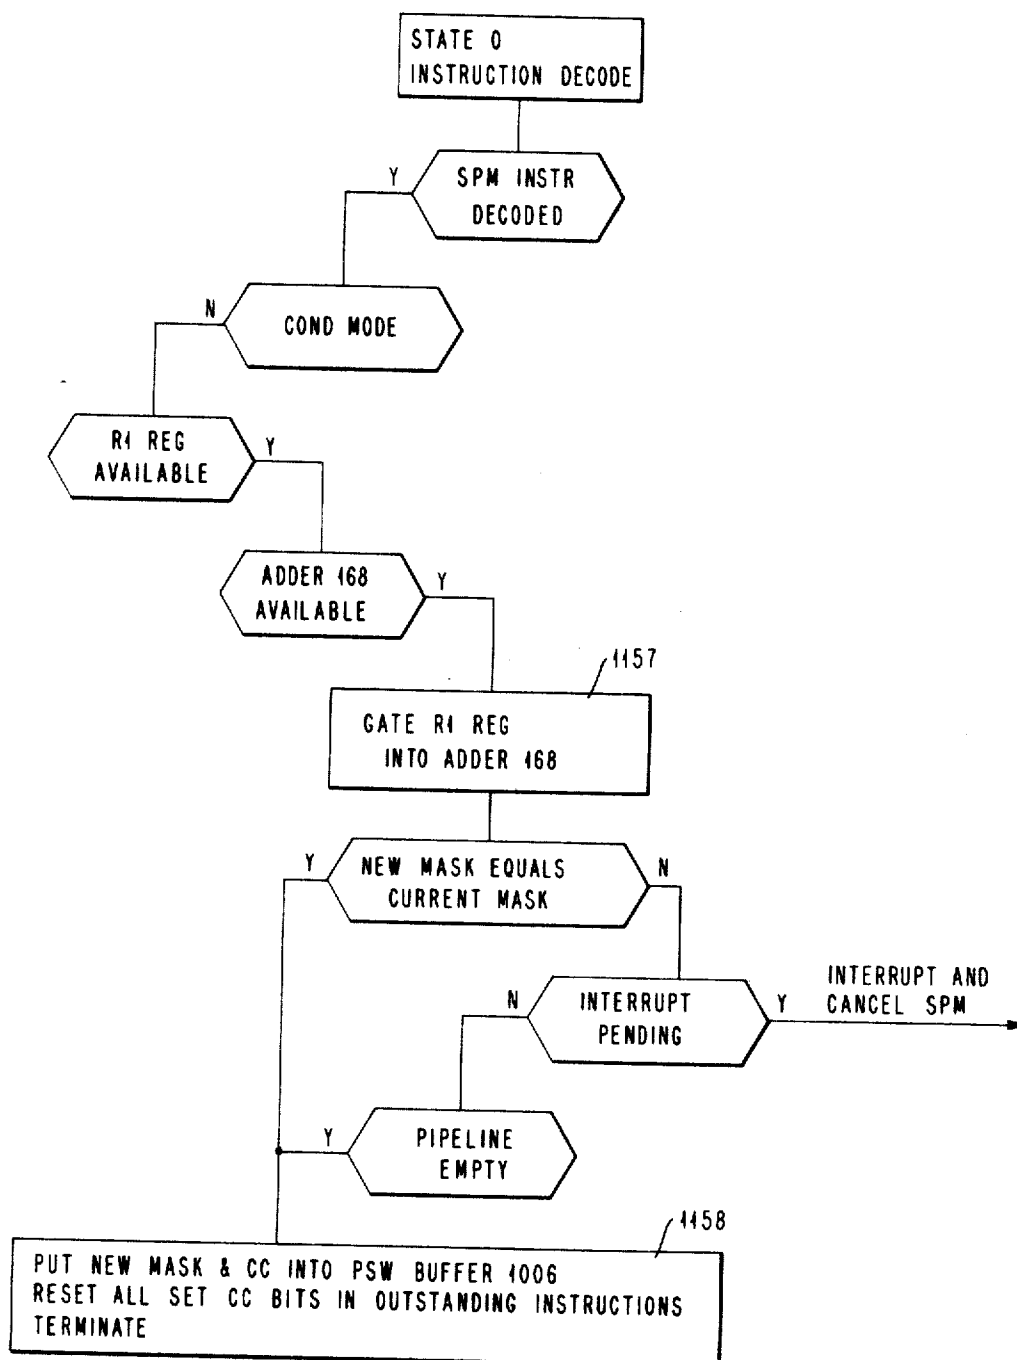 STATE 0
INSTRUCTION DECODE
Y
SPM INSTR
DECODED
N
COND MODE
R1 REG
AVAILABLE
Y
ADDER 168
AVAILABLE
Y
1157
GATE R1 REG
INTO ADDER 168
Y
NEW MASK EQUALS
CURRENT MASK
N
N
INTERRUPT
PENDING
Y
INTERRUPT AND
CANCEL SPM
Y
PIPELINE
EMPTY
1158
PUT NEW MASK & CC INTO PSW BUFFER 1006
RESET ALL SET CC BITS IN OUTSTANDING INSTRUCTIONS
TERMINATE